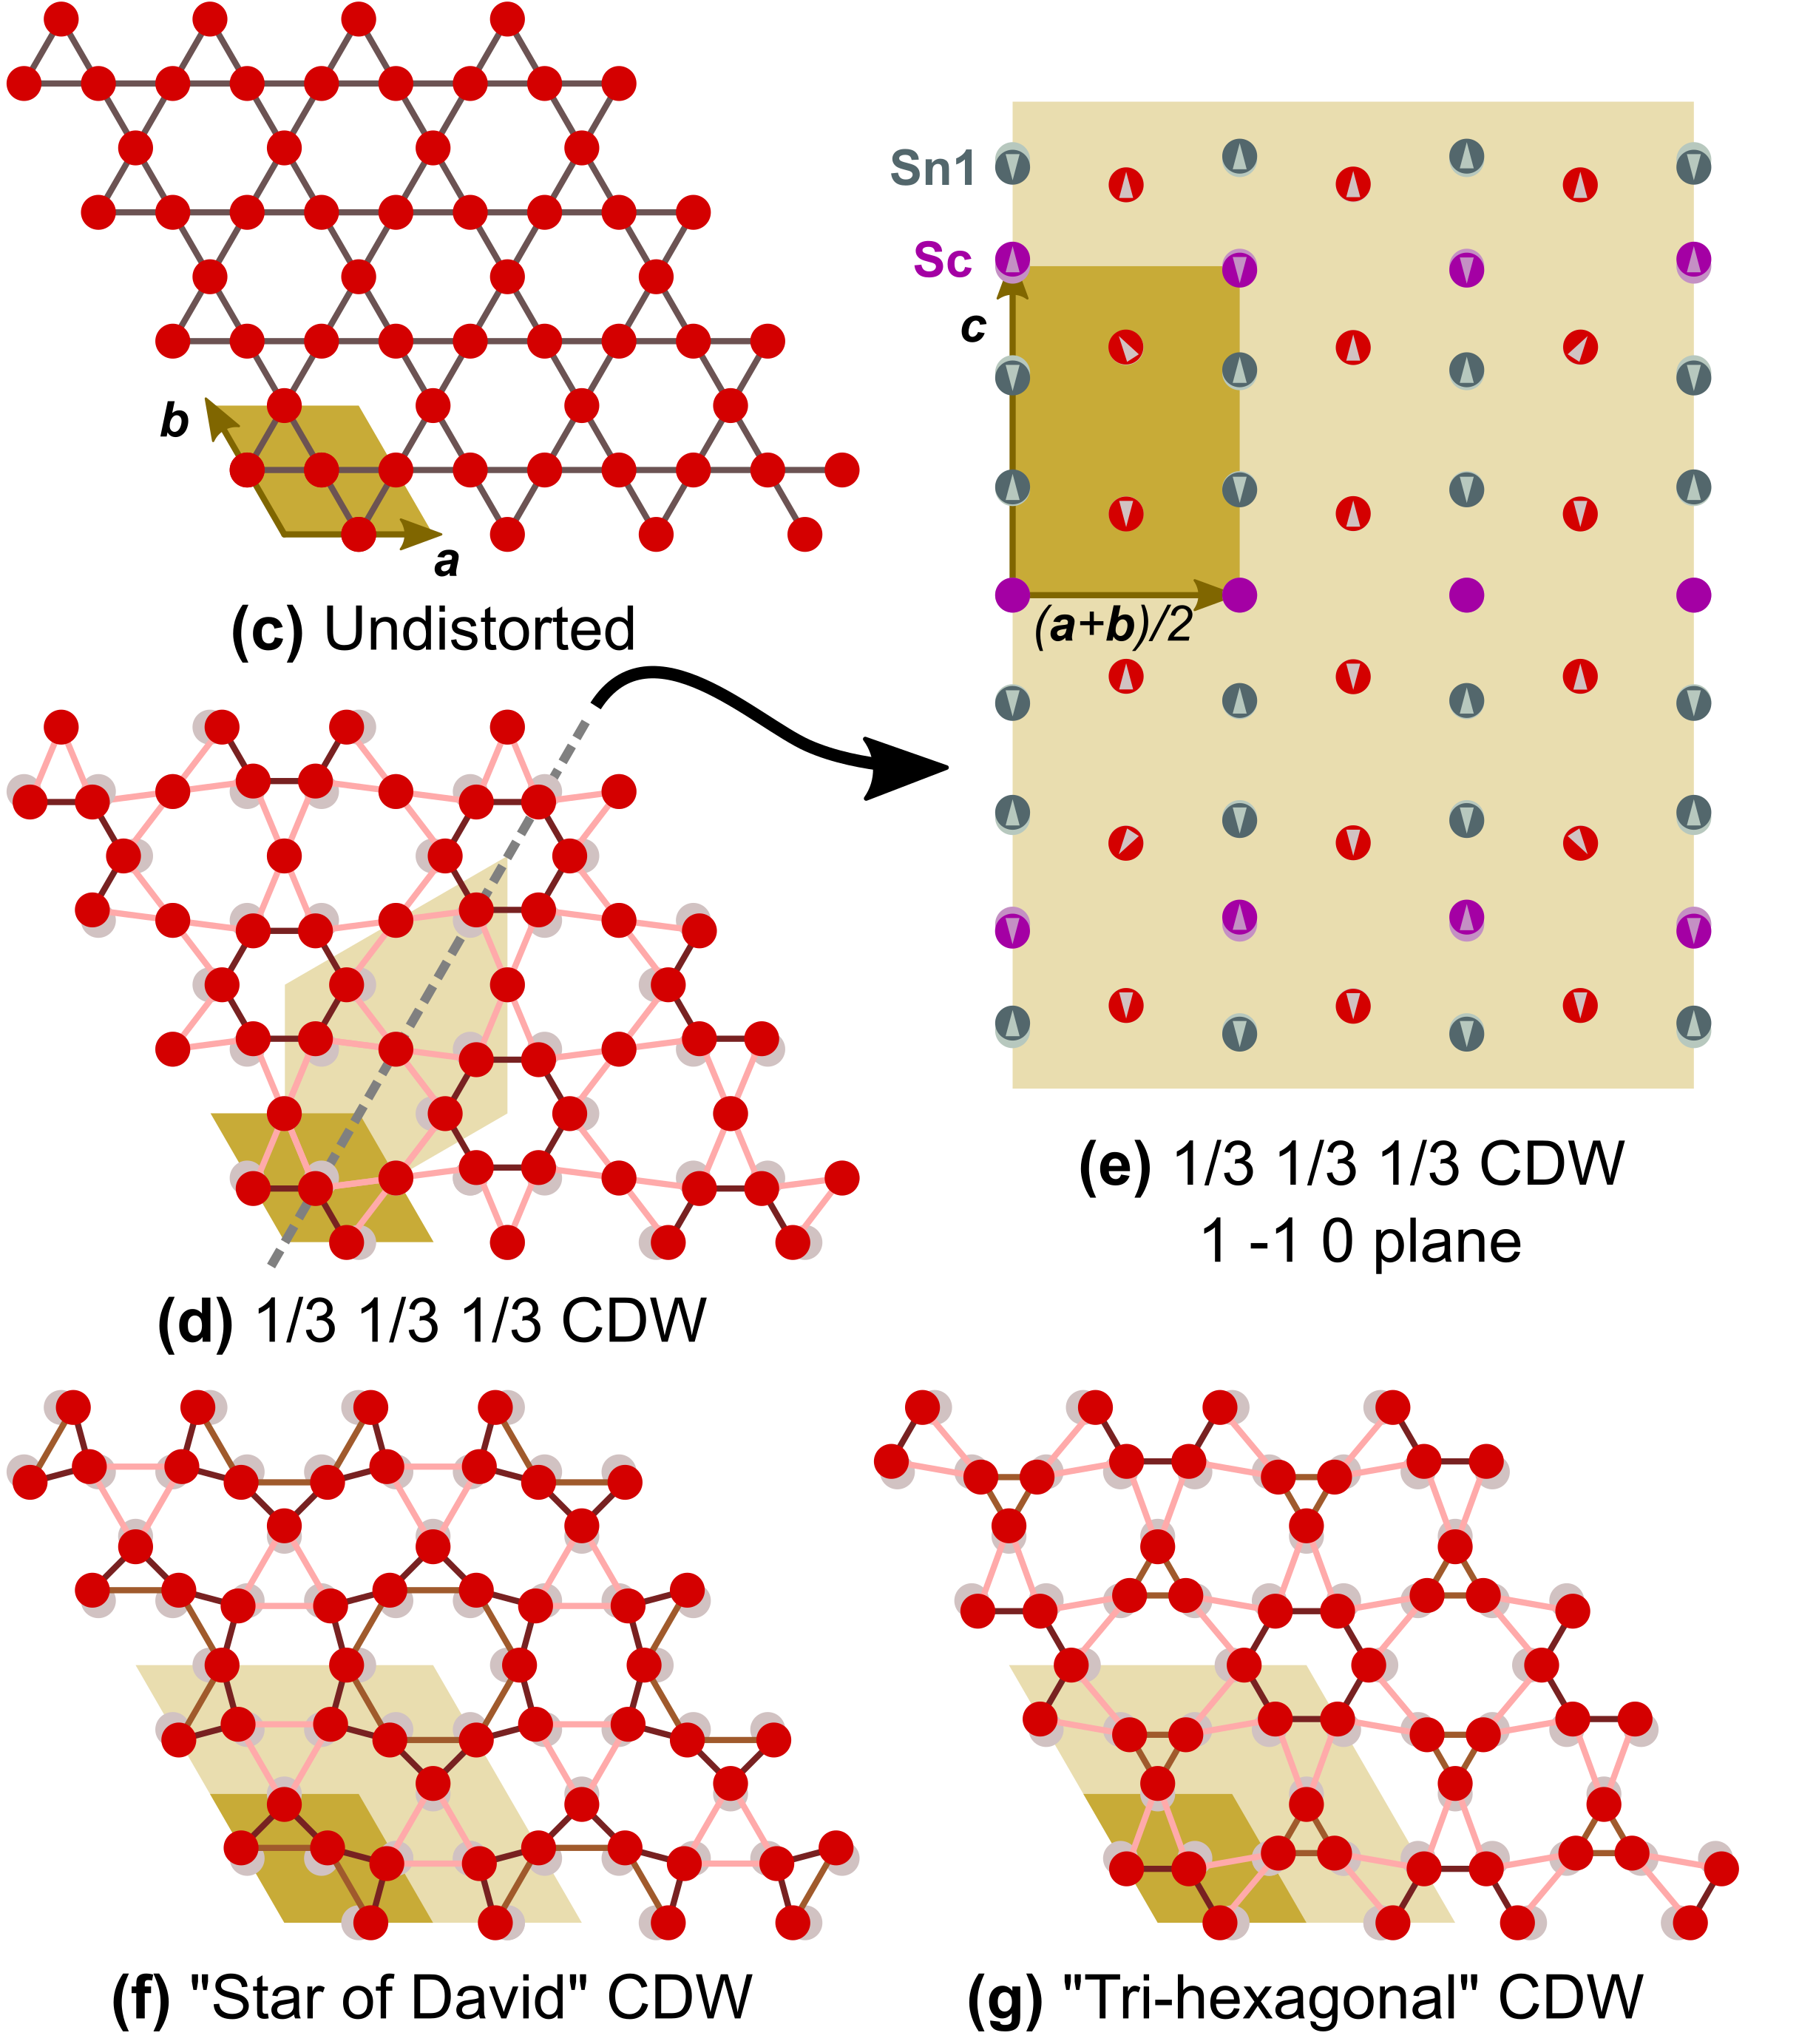 Sn1
Sc
c
b
a
(a+b)/2
(c) Undistorted
(e) 1/3 1/3 1/3 CDW
1 -1 0 plane
(d) 1/3 1/3 1/3 CDW
(f) "Star of David" CDW
(g) "Tri-hexagonal" CDW